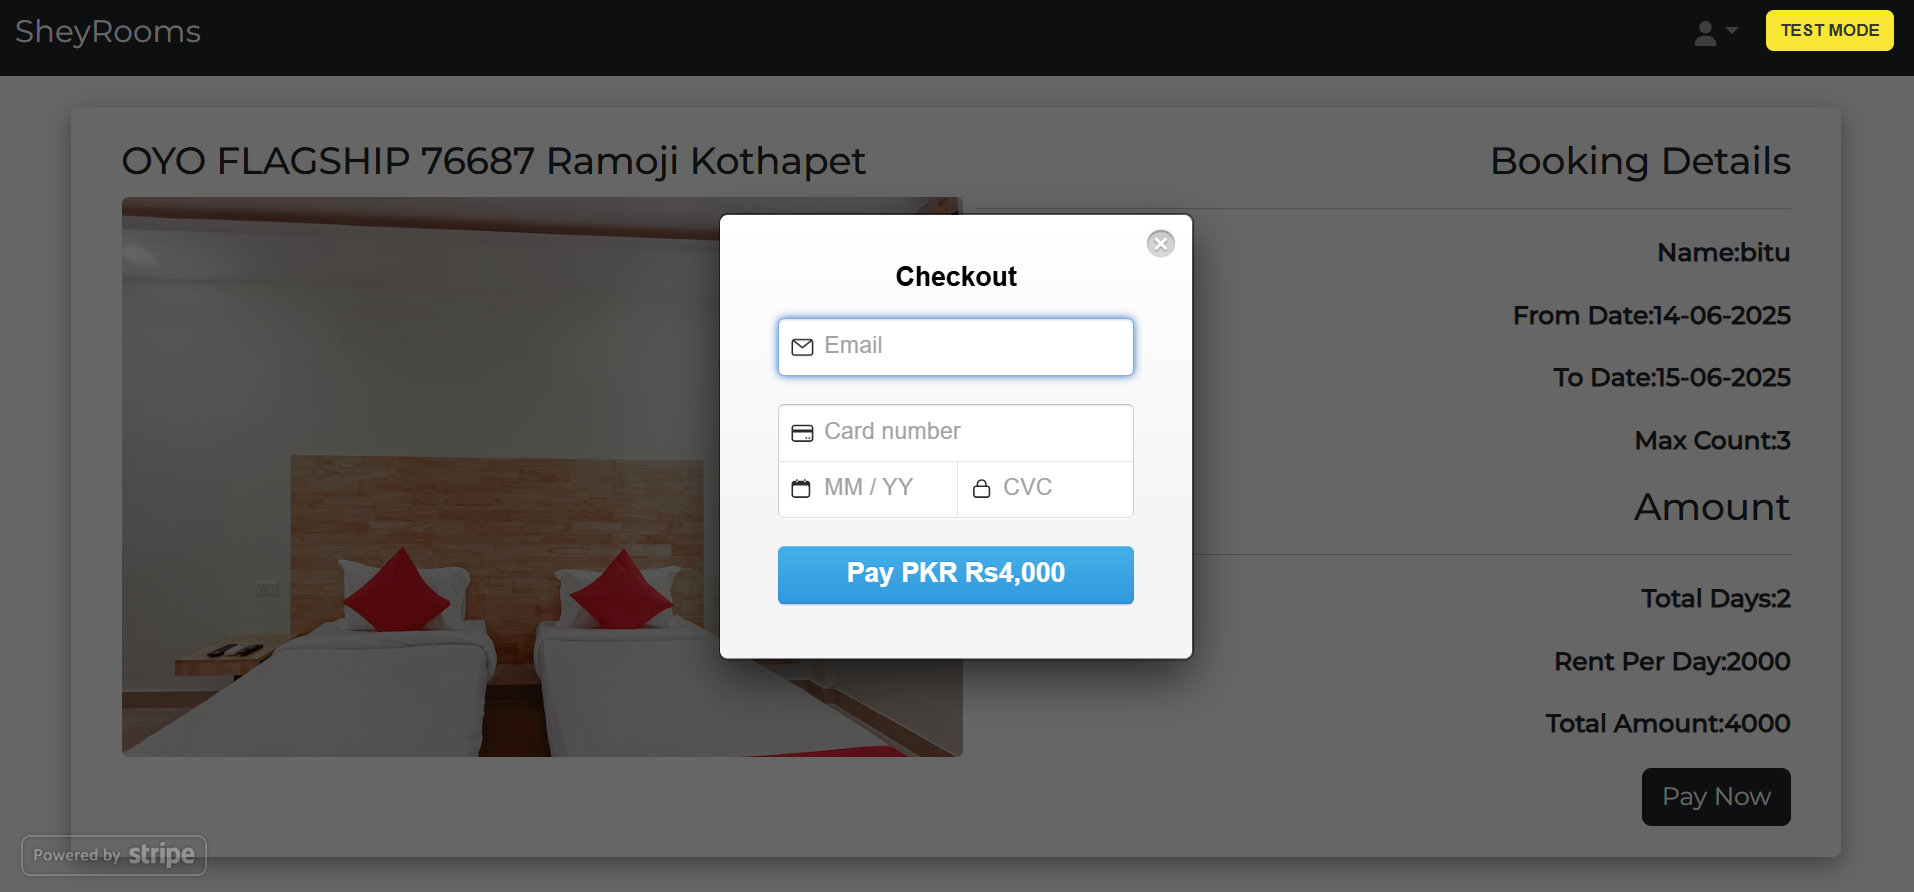 SheyRooms
TEST MODE
OYO FLAGSHIP 76687 Ramoji Kothapet
Booking Details
Name:bitu
From Date:14-06-2025
To Date:15-06-2025
Max Count:3
Amount
Total Days:2
Rent Per Day:2000
Total Amount:4000
Pay Now
Checkout
Email
Card number
MM / YY
CVC
Pay PKR Rs4,000
Powered by stripe